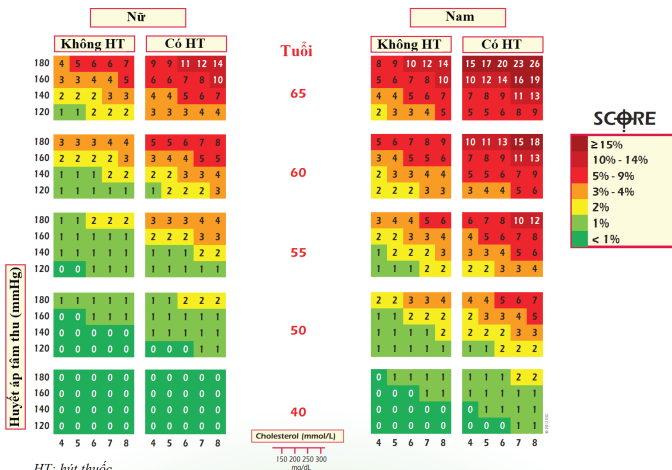 Nữ
Nam
Không HT Có HT
Tuổi
Không HT Có HT
180 4 5 6 6 7 9 9 11 12 14 8 9 10 12 14 15 17 20 23 26
160 3 3 4 4 5 6 6 7 8 10 5 6 7 8 10 10 12 14 16 19
65
140 2 2 2 3 3 4 4 5 6 7 4 4 5 6 7 7 8 9 11 13
120 1 1 2 2 2 3 3 3 4 4 2 3 3 4 5 5 5 6 8 9
180 3 3 3 4 4 5 5 6 7 8 5 6 7 8 9 10 11 13 15 18
160 2 2 2 2 3 3 4 4 5 5 3 4 5 5 6 7 8 9 11 13
60
140 1 1 1 2 2 2 2 3 3 4 2 3 3 4 4 5 5 6 7 9
120 1 1 1 1 1 1 2 2 2 3 2 2 2 3 3 3 4 4 5 6
180 1 1 2 2 2 3 3 3 4 4 3 4 4 5 6 6 7 8 10 12
160 1 1 1 1 1 2 2 2 3 3 2 2 3 3 4 4 5 6 7 8
55
140 1 1 1 1 1 1 1 1 2 2 1 2 2 2 3 3 3 4 5 6
120 0 0 1 1 1 1 1 1 1 1 1 1 1 2 2 2 2 3 3 4
180 1 1 1 1 1 1 1 2 2 2 2 2 3 3 4 4 4 5 6 7
160 0 0 1 1 1 1 1 1 1 1 1 1 2 2 2 2 3 3 4 5
50
140 0 0 0 0 0 0 1 1 1 1 1 1 1 1 2 2 2 2 3 3
120 0 0 0 0 0 0 0 0 1 1 1 1 1 1 1 1 1 2 2 2
180 0 0 0 0 0 0 0 0 0 0 0 1 1 1 1 1 1 1 2 2
160 0 0 0 0 0 0 0 0 0 0 0 0 0 1 1 1 1 1 1 1
40
140 0 0 0 0 0 0 0 0 0 0 0 0 0 0 0 0 1 1 1 1
120 0 0 0 0 0 0 0 0 0 0 0 0 0 0 0 0 0 1 1 1
4 5 6 7 8 4 5 6 7 8 4 5 6 7 8 4 5 6 7 8
Huyết áp tâm thu (mmHg)
Cholesterol (mmol/L)
150 200 250 300
mg/dL
HT: hút thuốc
SCORE
≥15%
10% - 14%
5% - 9%
3% - 4%
2%
1%
< 1%